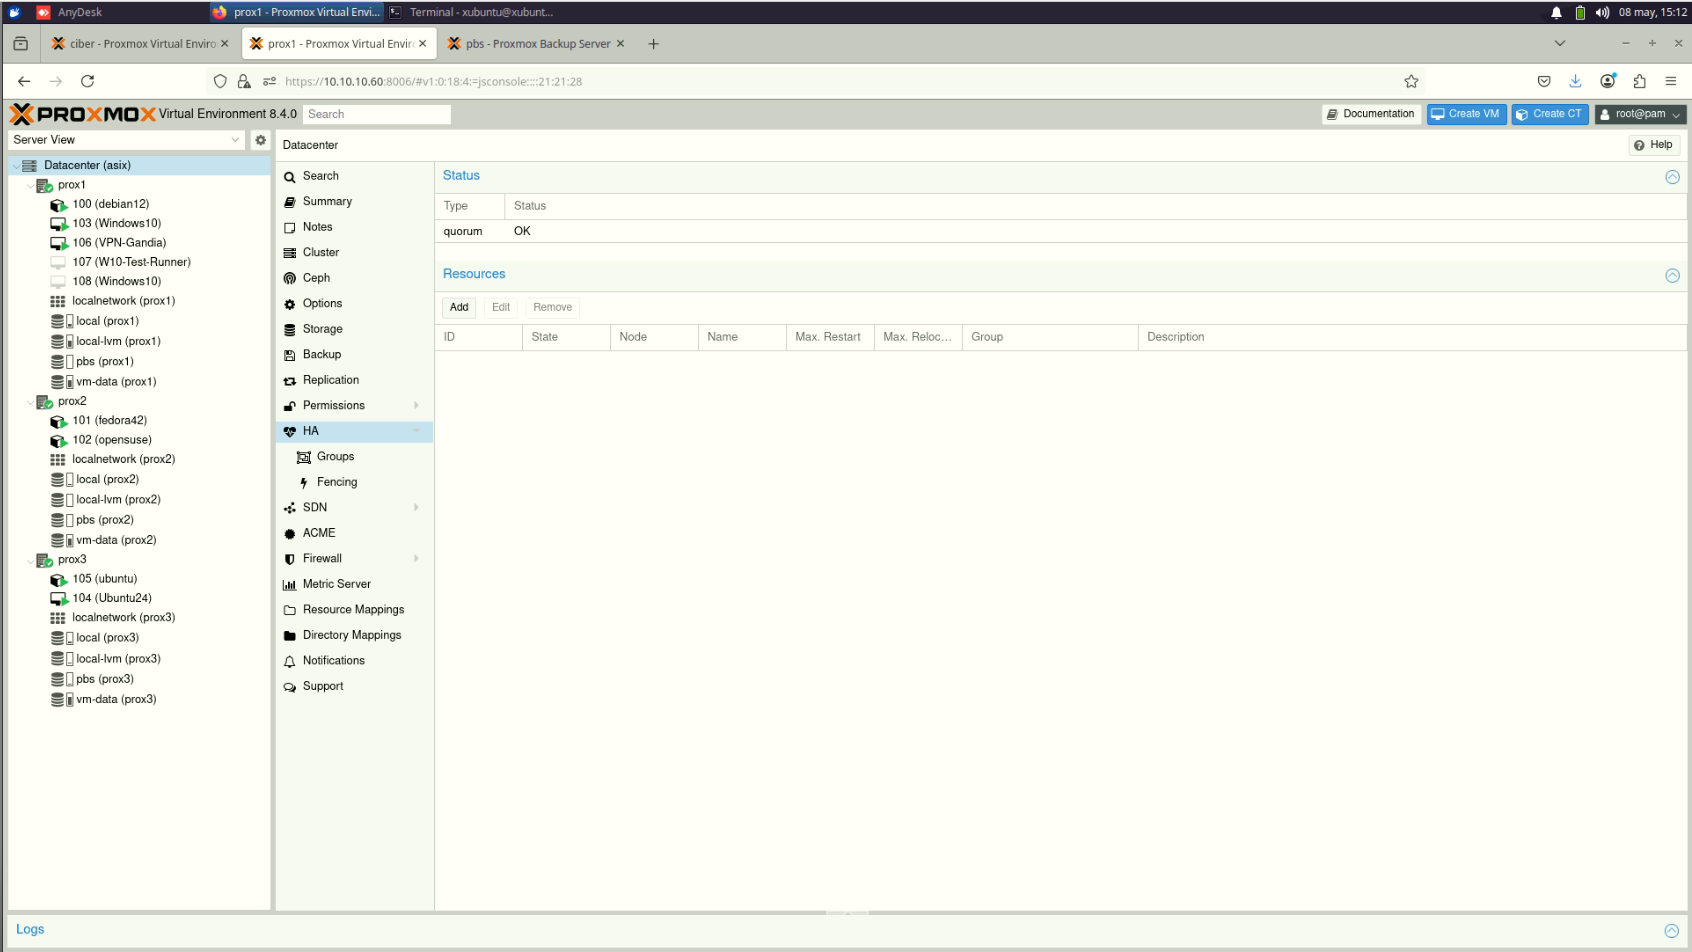 AnyDesk
prox1 - Proxmox Virtual Envi...
Terminal - xubuntu@xubunt...
08 may, 15:12
ciber - Proxmox Virtual Enviro
prox1 - Proxmox Virtual Envir
pbs - Proxmox Backup Server
https://10.10.10.60:8006/#v1:0:18:4:=jsconsole::::21:21:28
PROXMOX Virtual Environment 8.4.0
Search
Documentation
Create VM
Create CT
root@pam
Server View
Datacenter
Help
Datacenter (asix)
prox1
100 (debian12)
103 (Windows10)
106 (VPN-Gandia)
107 (W10-Test-Runner)
108 (Windows10)
localnetwork (prox1)
local (prox1)
local-lvm (prox1)
pbs (prox1)
vm-data (prox1)
prox2
101 (fedora42)
102 (opensuse)
localnetwork (prox2)
local (prox2)
local-lvm (prox2)
pbs (prox2)
vm-data (prox2)
prox3
105 (ubuntu)
104 (Ubuntu24)
localnetwork (prox3)
local (prox3)
local-lvm (prox3)
pbs (prox3)
vm-data (prox3)
Search
Summary
Notes
Cluster
Ceph
Options
Storage
Backup
Replication
Permissions
HA
Groups
Fencing
SDN
ACME
Firewall
Metric Server
Resource Mappings
Directory Mappings
Notifications
Support
Status
Type Status
quorum OK
Resources
Add Edit Remove
ID State Node Name Max. Restart Max. Reloc... Group Description
Logs